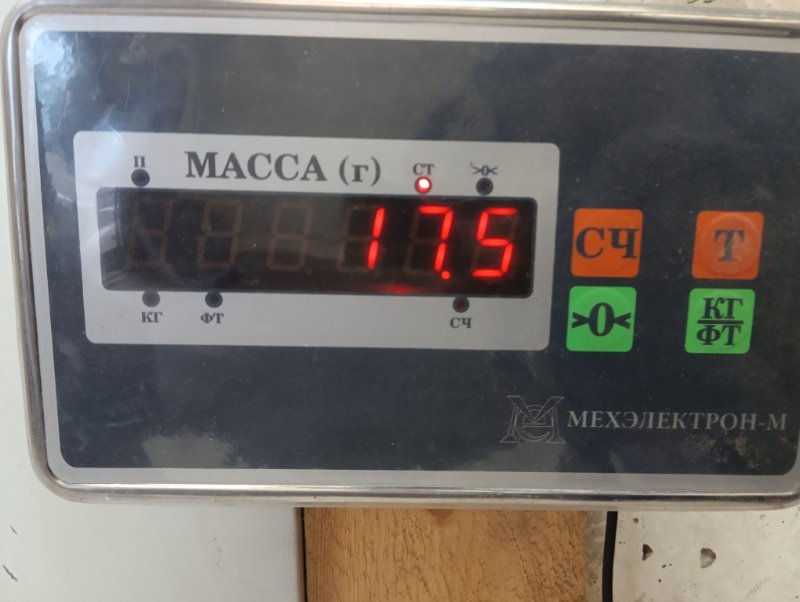 П МАССА (г) СТ >0<
17.5
КГ ФТ СЧ
СЧ Т
>0< КГ/ФТ
МЕХЭЛЕКТРОН-М